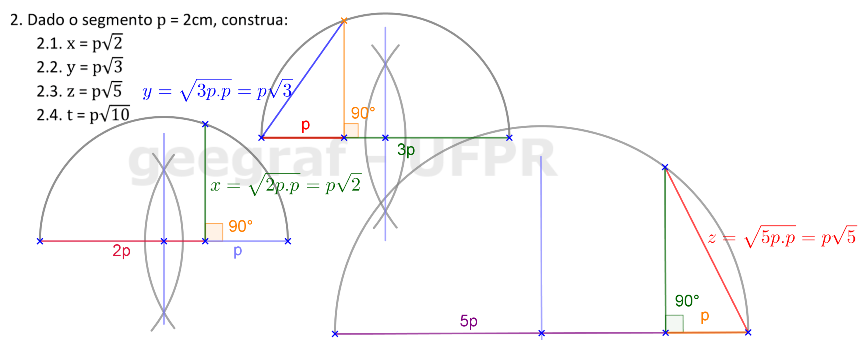 2. Dado o segmento p = 2cm, construa:
2.1. x = p√2
2.2. y = p√3
2.3. z = p√5
2.4. t = p√10
y = √3p.p = p√3
90°
p
3p
geegraf - UFPR
x = √2p.p = p√2
90°
2p
p
z = √5p.p = p√5
90°
5p
p